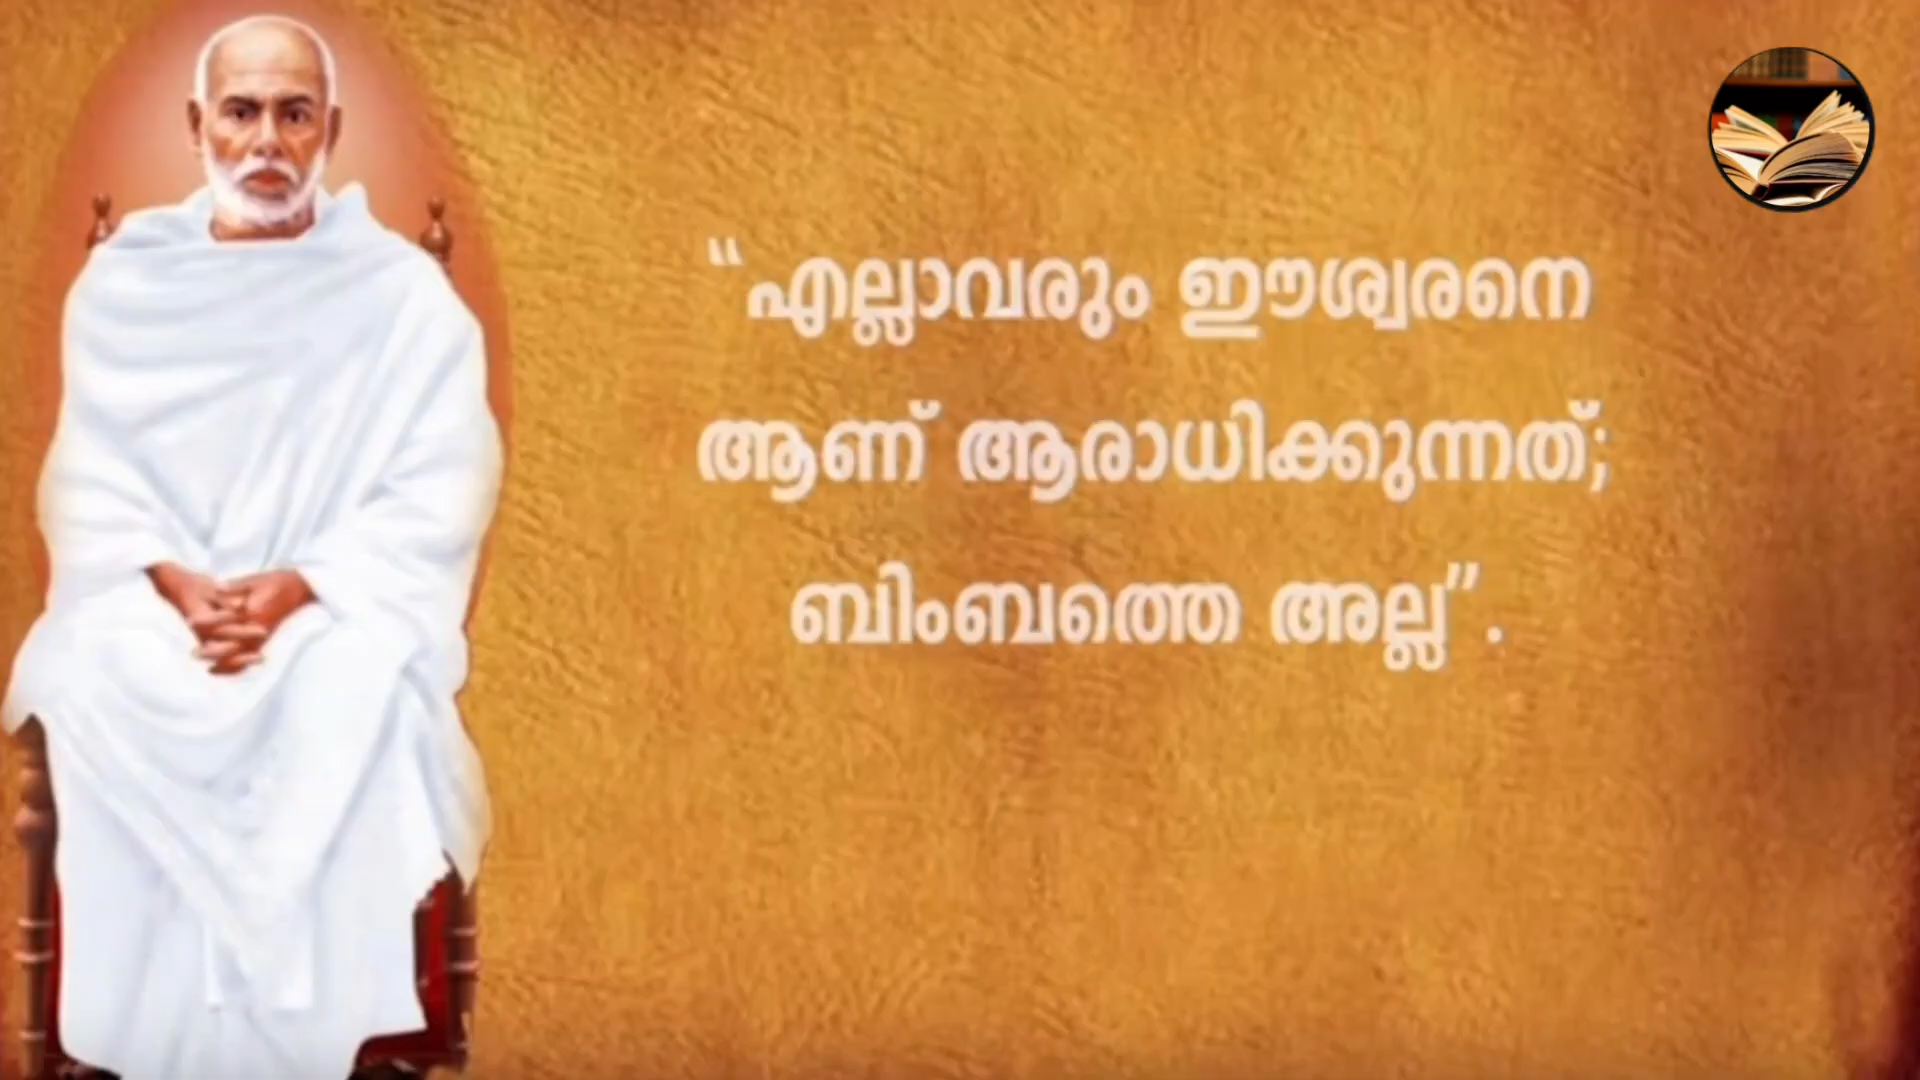 “എല്ലാവരും ഈശ്വരനെ
ആണ് ആരാധിക്കുന്നത്;
ബിംബത്തെ അല്ല”.